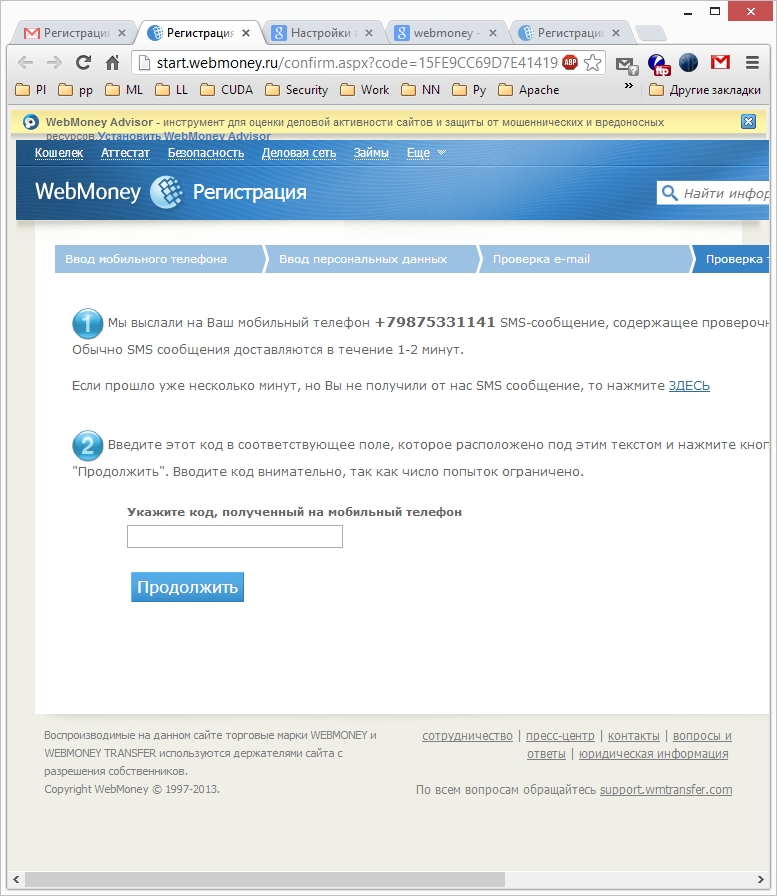 Регистрация
Регистрация
Настройки а
webmoney -
Регистрация
start.webmoney.ru/confirm.aspx?code=15FE9CC69D7E41419
ABP
?
ftp
PI
pp
ML
LL
CUDA
Security
Work
NN
Py
Apache
»
Другие закладки
WebMoney Advisor - инструмент для оценки деловой активности сайтов и защиты от мошеннических и вредоносных
ресурсов.Установить WebMoney Advisor
Кошелек Аттестат Безопасность Деловая сеть Займы Еще
WebMoney Регистрация
Найти инфор
Ввод мобильного телефона Ввод персональных данных Проверка e-mail Проверка т
1 Мы выслали на Ваш мобильный телефон +79875331141 SMS-сообщение, содержащее провероч
Обычно SMS сообщения доставляются в течение 1-2 минут.
Если прошло уже несколько минут, но Вы не получили от нас SMS сообщение, то нажмите ЗДЕСЬ
2 Введите этот код в соответствующее поле, которое расположено под этим текстом и нажмите кноп
"Продолжить". Вводите код внимательно, так как число попыток ограничено.
Укажите код, полученный на мобильный телефон
Продолжить
Воспроизводимые на данном сайте торговые марки WEBMONEY и
WEBMONEY TRANSFER используются держателями сайта с
разрешения собственников.
Copyright WebMoney © 1997-2013.
сотрудничество | пресс-центр | контакты | вопросы и
ответы | юридическая информация
По всем вопросам обращайтесь support.wmtransfer.com